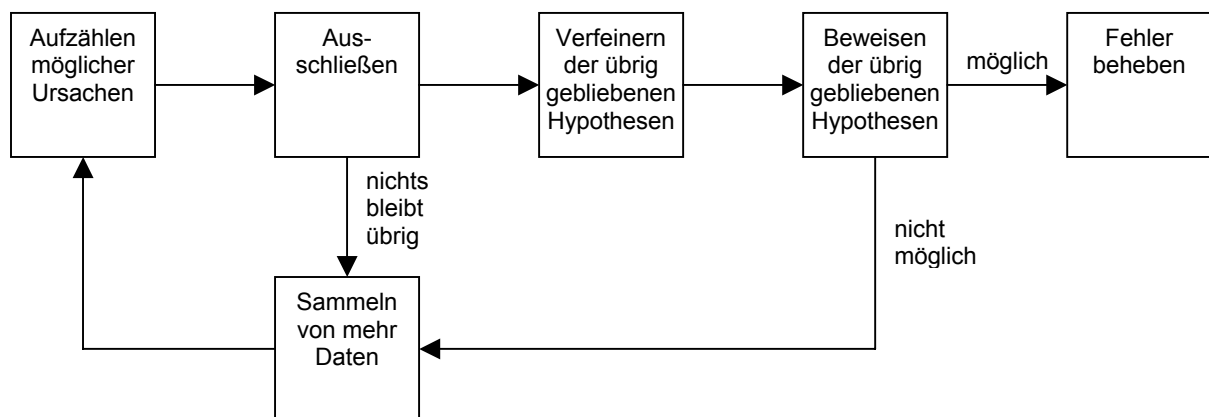 Aufzählen
möglicher
Ursachen
Aus-
schließen
Verfeinern
der übrig
gebliebenen
Hypothesen
Beweisen
der übrig
gebliebenen
Hypothesen
möglich
Fehler
beheben
nichts
bleibt
übrig
nicht
möglich
Sammeln
von mehr
Daten